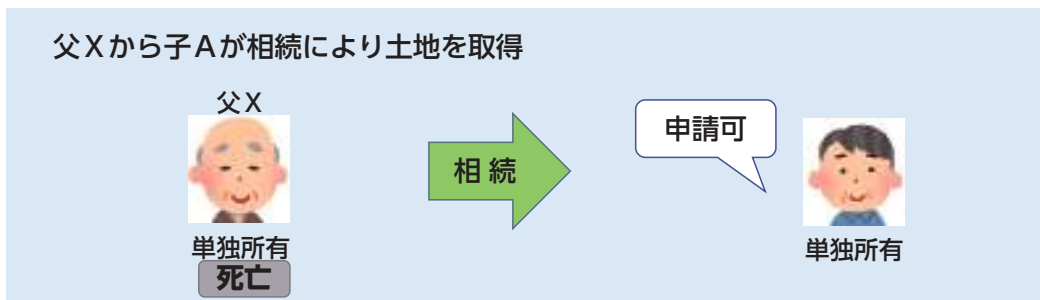 父Xから子Aが相続により土地を取得
父X
申請可
相 続
単独所有
死亡
単独所有